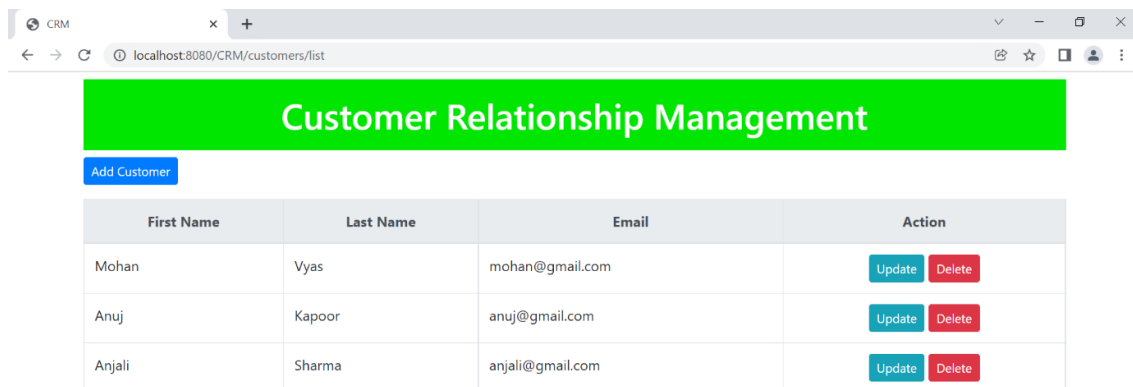 CRM
localhost:8080/CRM/customers/list
Customer Relationship Management
Add Customer
First Name Last Name Email Action
Mohan Vyas mohan@gmail.com Update Delete
Anuj Kapoor anuj@gmail.com Update Delete
Anjali Sharma anjali@gmail.com Update Delete